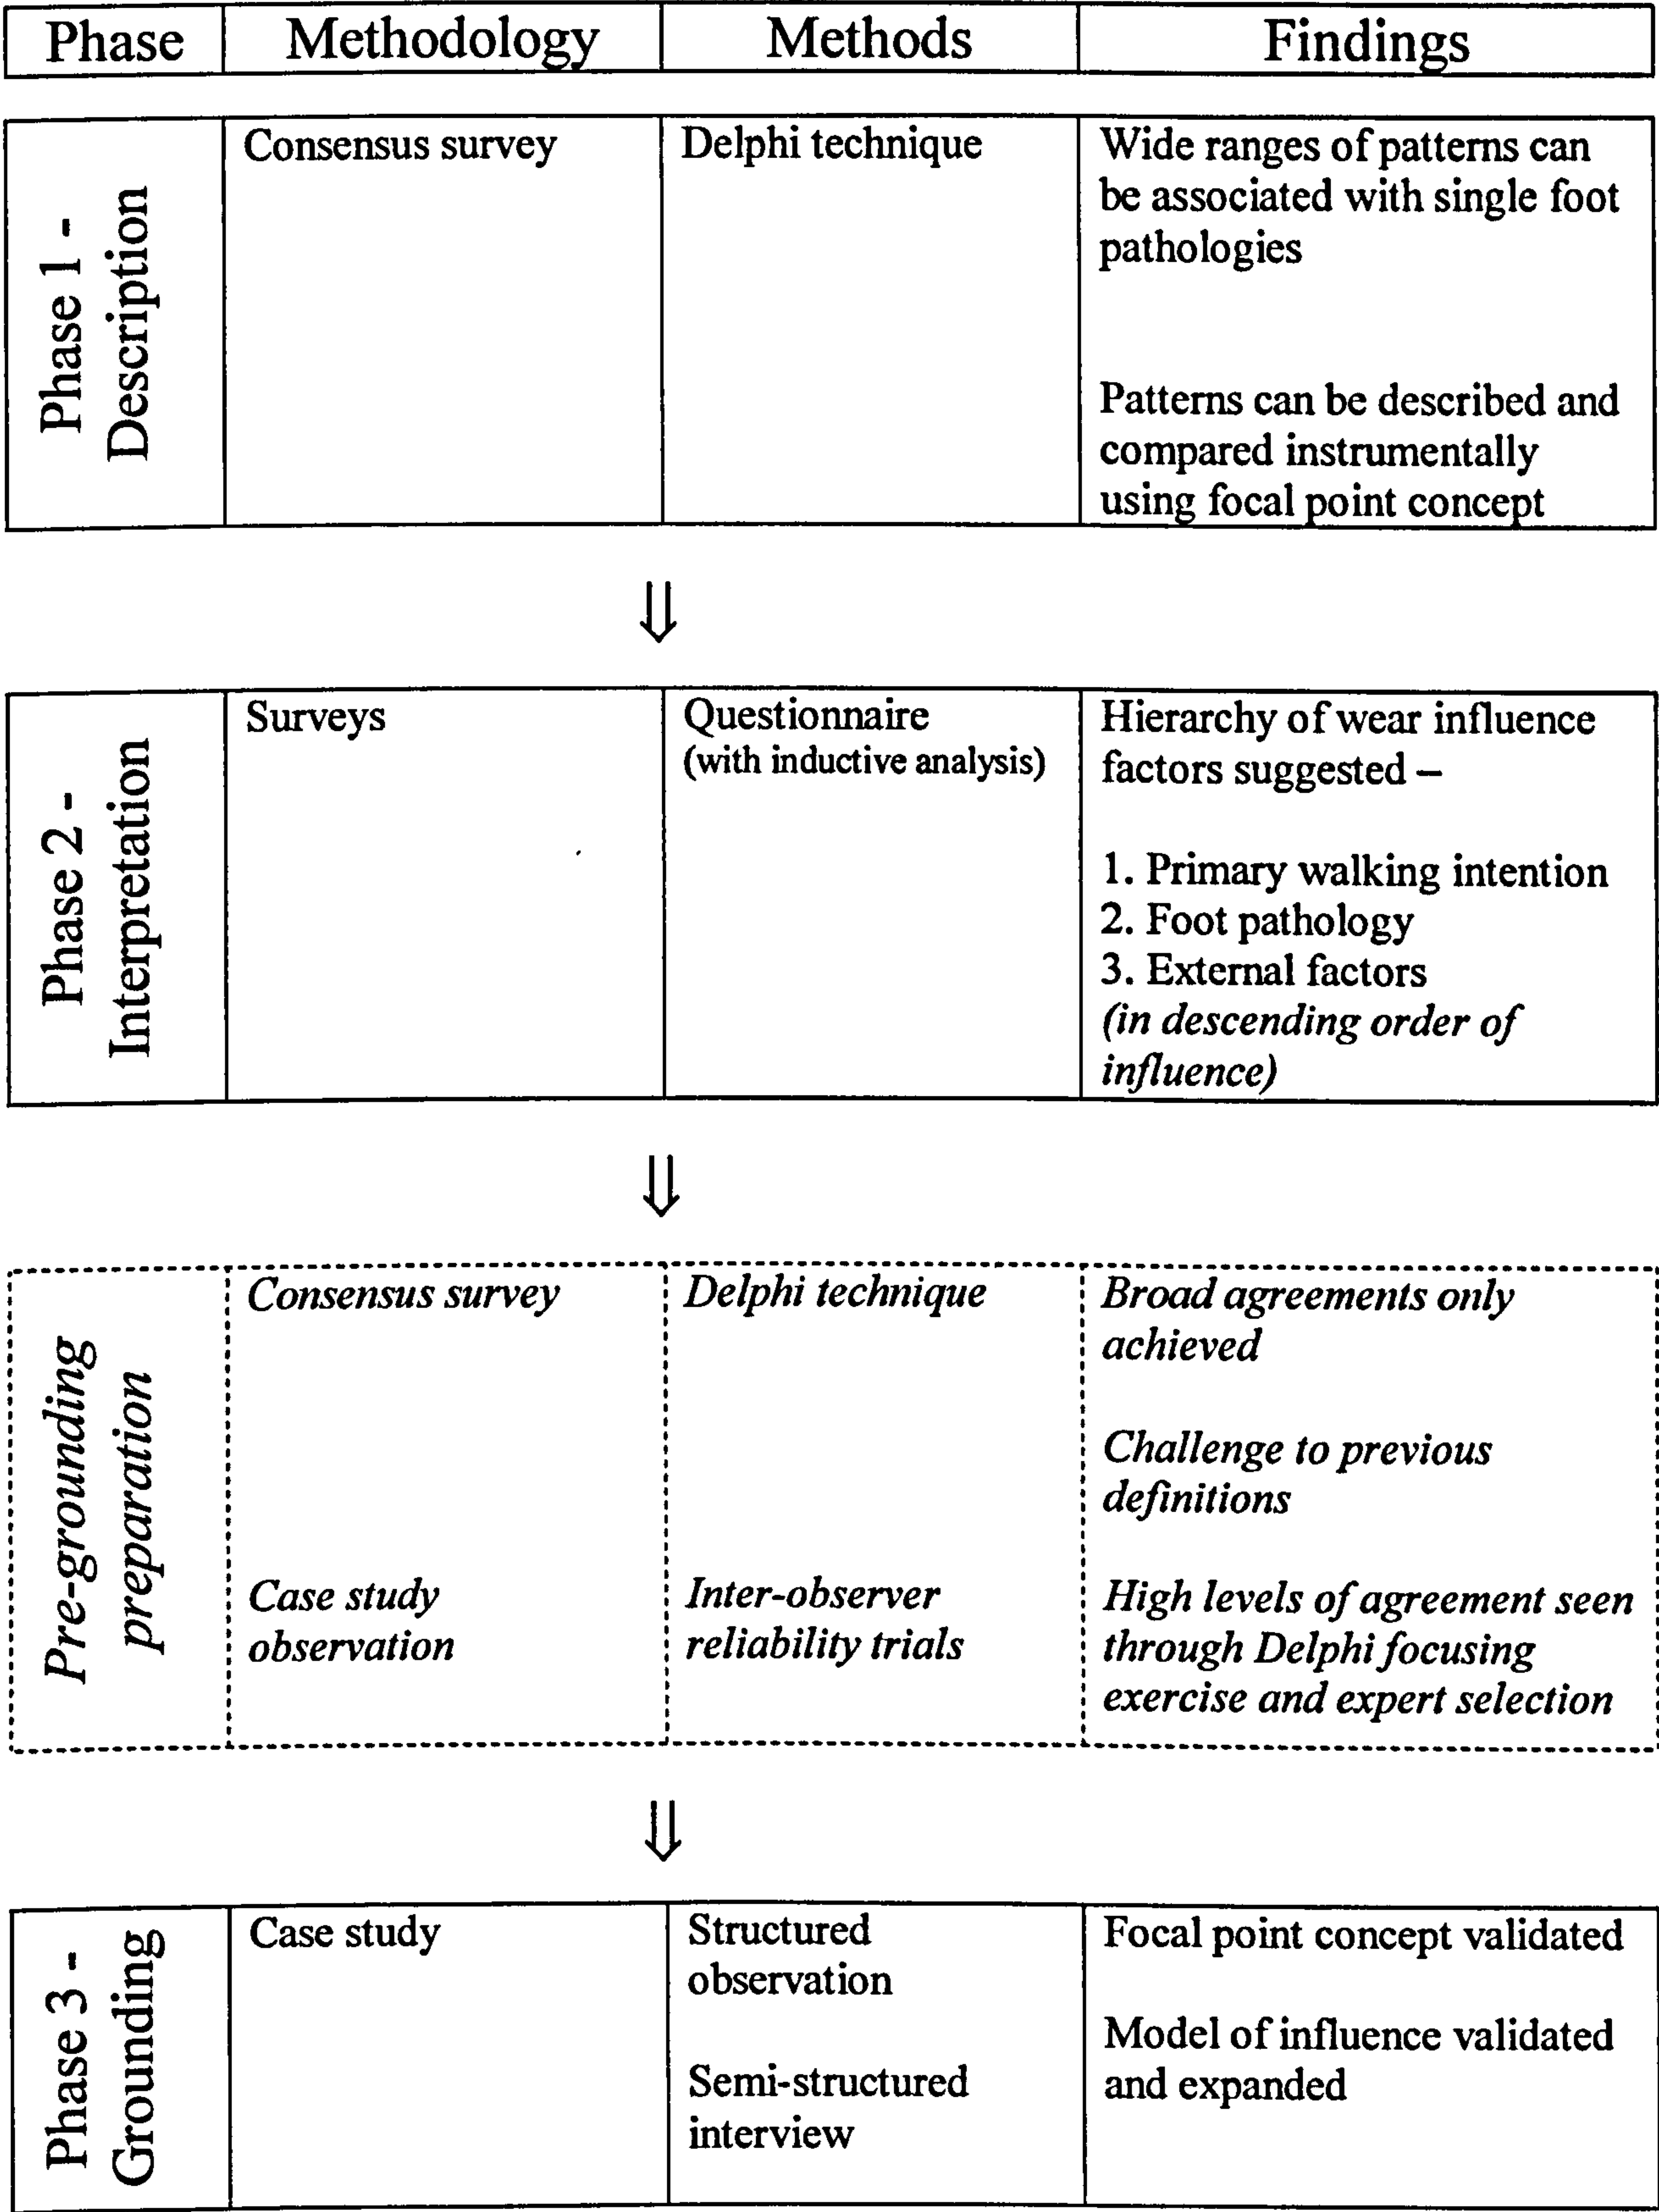 Phase Methodology Methods Findings
Phase 1 -
Description
Consensus survey
Delphi technique
Wide ranges of patterns can
be associated with single foot
pathologies
Patterns can be described and
compared instrumentally
using focal point concept
⇓
Phase 2 -
Interpretation
Surveys
Questionnaire
(with inductive analysis)
Hierarchy of wear influence
factors suggested –
1. Primary walking intention
2. Foot pathology
3. External factors
(in descending order of
influence)
⇓
Pre-grounding
preparation
Consensus survey
Delphi technique
Broad agreements only
achieved
Challenge to previous
definitions
Case study
observation
Inter-observer
reliability trials
High levels of agreement seen
through Delphi focusing
exercise and expert selection
⇓
Phase 3 -
Grounding
Case study
Structured
observation
Semi-structured
interview
Focal point concept validated
Model of influence validated
and expanded